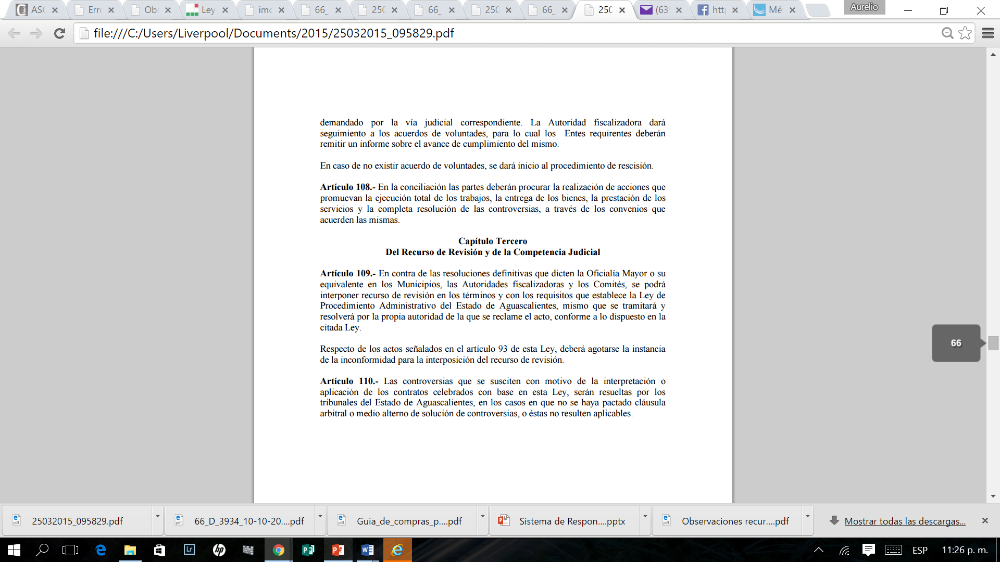 ASC
Erro
Obs
Ley
imo
66_
250
66_
250
66_
250
(63
htt
Mé
Aurelio
file:///C:/Users/Liverpool/Documents/2015/25032015_095829.pdf
demandado por la vía judicial correspondiente. La Autoridad fiscalizadora dará
seguimiento a los acuerdos de voluntades, para lo cual los Entes requirentes deberán
remitir un informe sobre el avance de cumplimiento del mismo.
En caso de no existir acuerdo de voluntades, se dará inicio al procedimiento de rescisión.
Artículo 108.- En la conciliación las partes deberán procurar la realización de acciones que
promuevan la ejecución total de los trabajos, la entrega de los bienes, la prestación de los
servicios y la completa resolución de las controversias, a través de los convenios que
acuerden las mismas.
Capítulo Tercero
Del Recurso de Revisión y de la Competencia Judicial
Artículo 109.- En contra de las resoluciones definitivas que dicten la Oficialía Mayor o su
equivalente en los Municipios, las Autoridades fiscalizadoras y los Comités, se podrá
interponer recurso de revisión en los términos y con los requisitos que establece la Ley de
Procedimiento Administrativo del Estado de Aguascalientes, mismo que se tramitará y
resolverá por la propia autoridad de la que se reclame el acto, conforme a lo dispuesto en la
citada Ley.
Respecto de los actos señalados en el artículo 93 de esta Ley, deberá agotarse la instancia
de la inconformidad para la interposición del recurso de revisión.
Artículo 110.- Las controversias que se susciten con motivo de la interpretación o
aplicación de los contratos celebrados con base en esta Ley, serán resueltas por los
tribunales del Estado de Aguascalientes, en los casos en que no se haya pactado cláusula
arbitral o medio alterno de solución de controversias, o éstas no resulten aplicables.
66
25032015_095829.pdf
66_D_3934_10-10-20....pdf
Guia_de_compras_p....pdf
Sistema de Respon....pptx
Observaciones recur....pdf
Mostrar todas las descargas...
ESP
11:26 p. m.